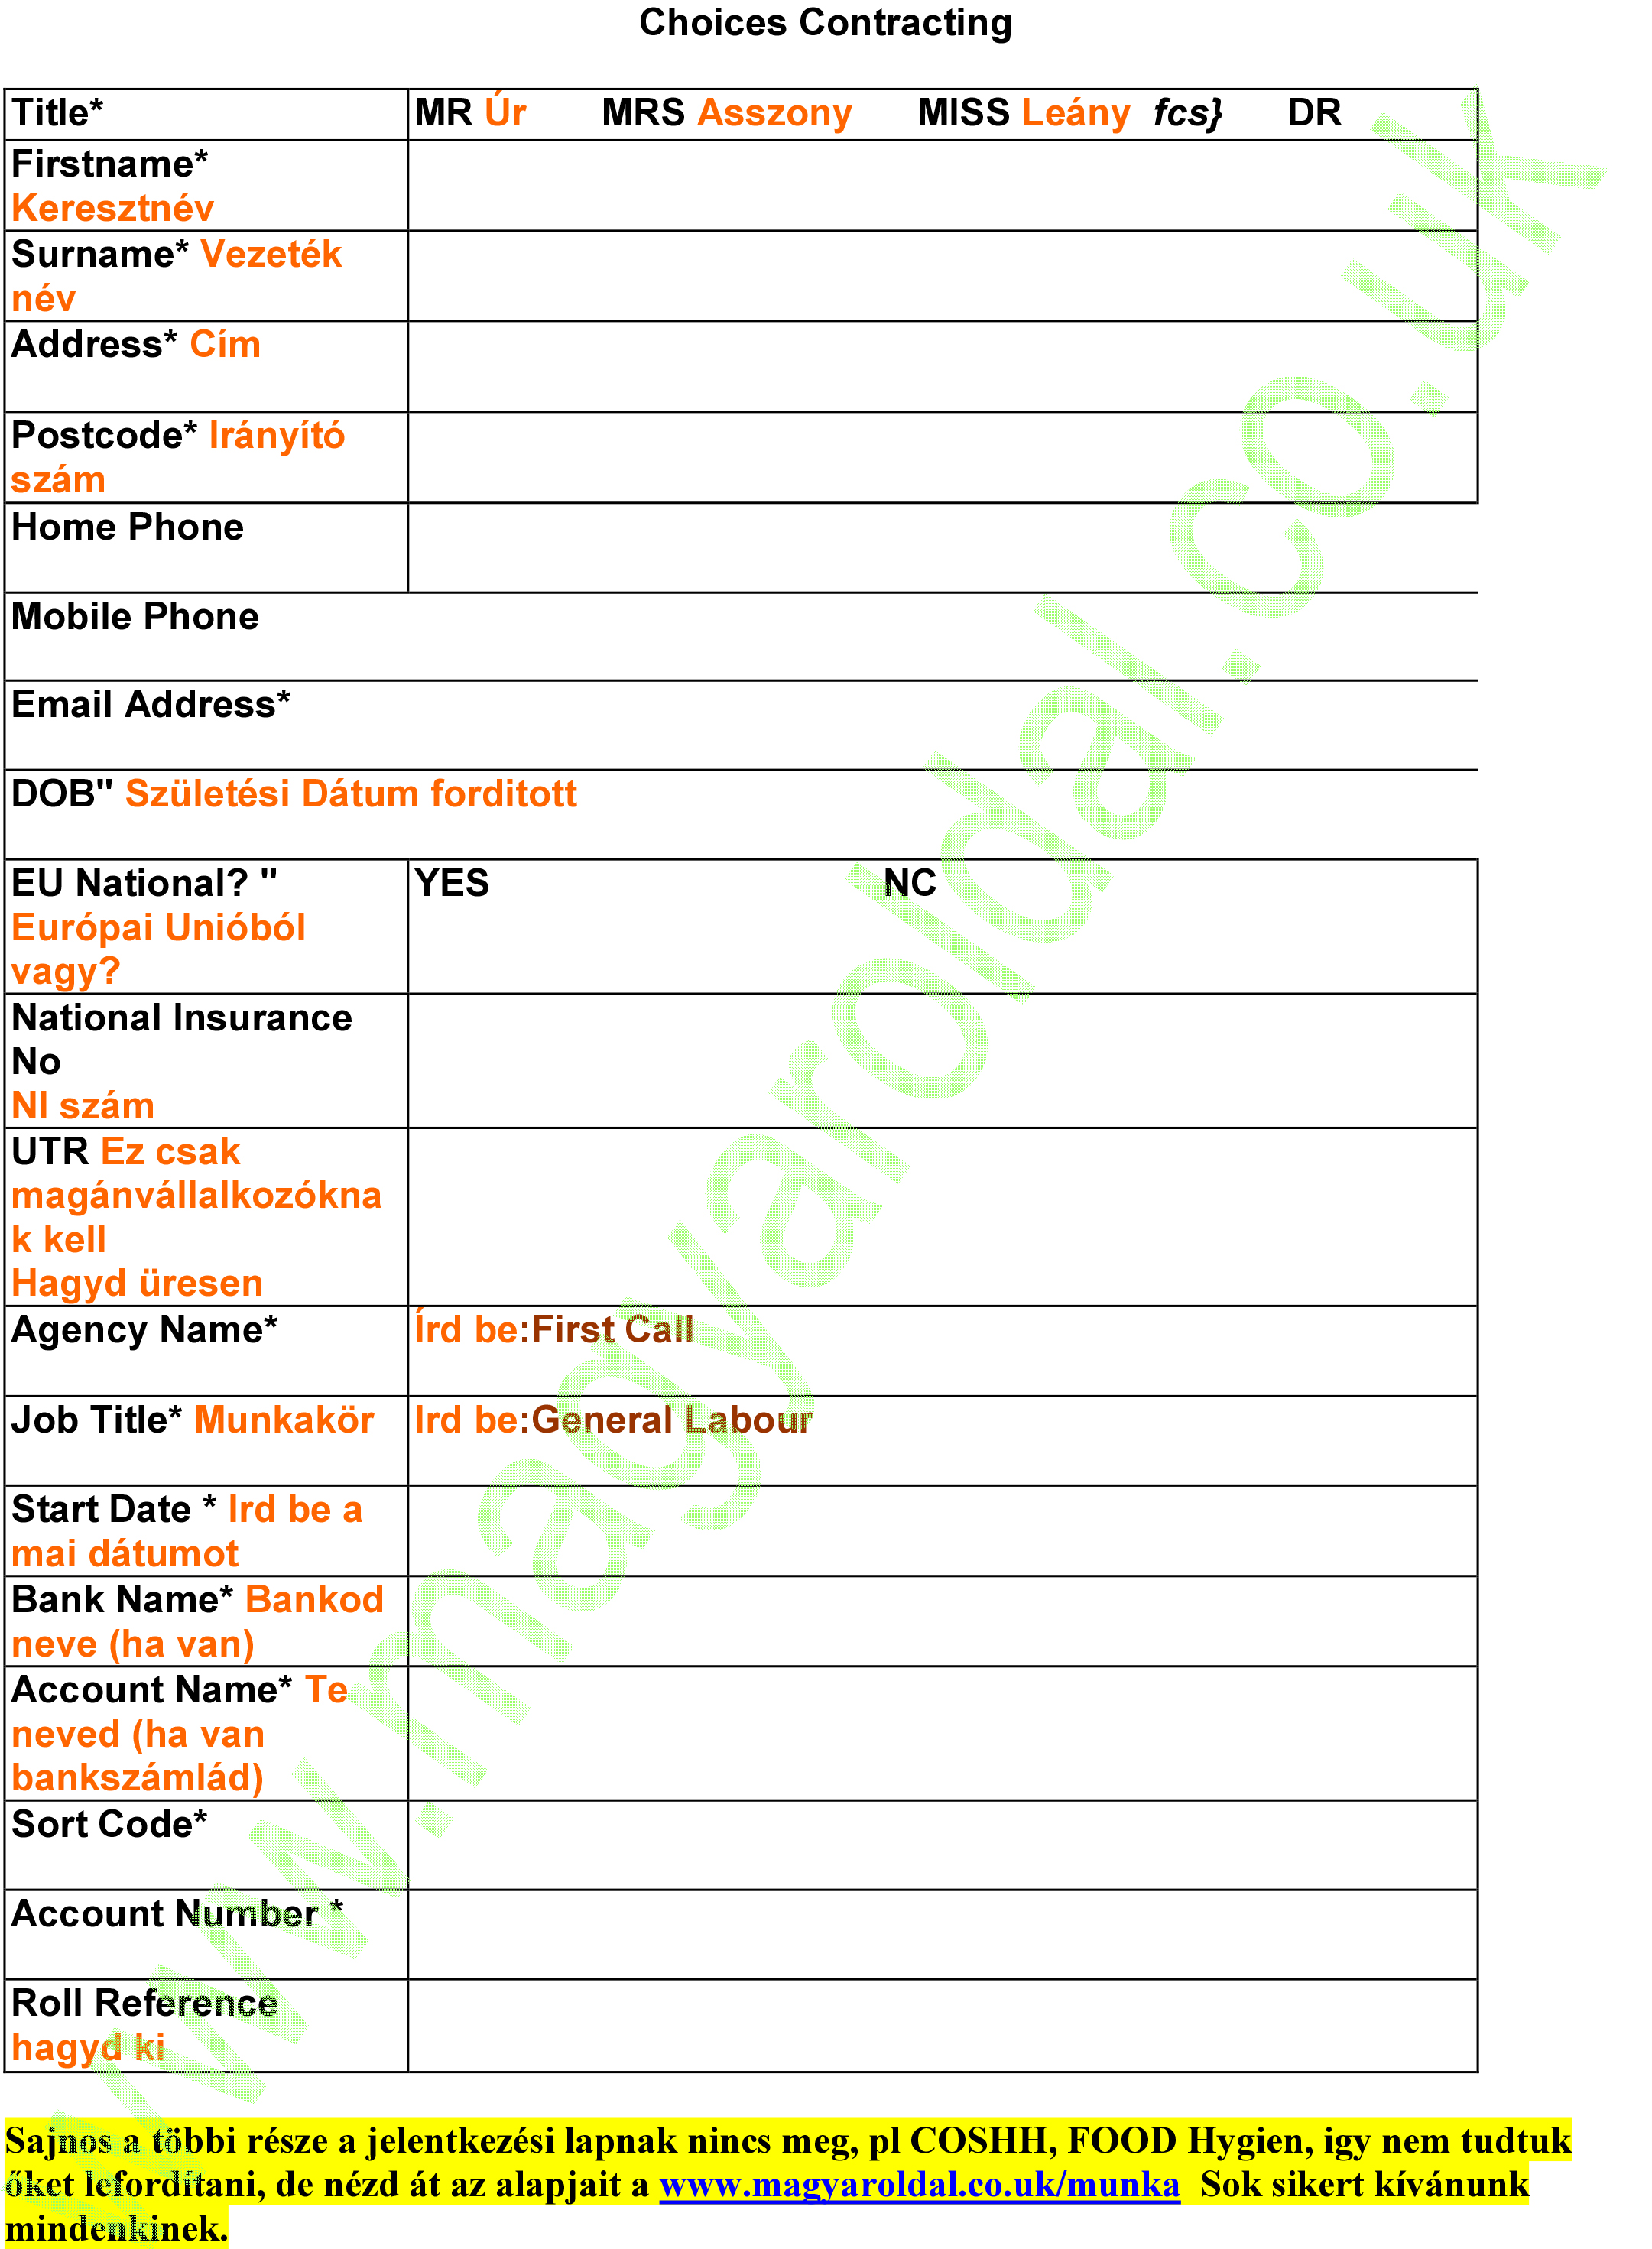 Choices Contracting
Title* MR Úr MRS Asszony MISS Leány fcs} DR
Firstname*
Keresztnév
Surname* Vezeték
név
Address* Cím
Postcode* Irányító
szám
Home Phone
Mobile Phone
Email Address*
DOB" Születési Dátum forditott
EU National? " YES NC
Európai Unióból
vagy?
National Insurance
No
NI szám
UTR Ez csak
magánvállalkozókna
k kell
Hagyd üresen
Agency Name* Írd be:First Call
Job Title* Munkakör Ird be:General Labour
Start Date * Ird be a
mai dátumot
Bank Name* Bankod
neve (ha van)
Account Name* Te
neved (ha van
bankszámlád)
Sort Code*
Account Number *
Roll Reference
hagyd ki
Sajnos a többi része a jelentkezési lapnak nincs meg, pl COSHH, FOOD Hygien, igy nem tudtuk
őket lefordítani, de nézd át az alapjait a www.magyaroldal.co.uk/munka Sok sikert kívánunk
mindenkinek.
www.magyaroldal.co.uk